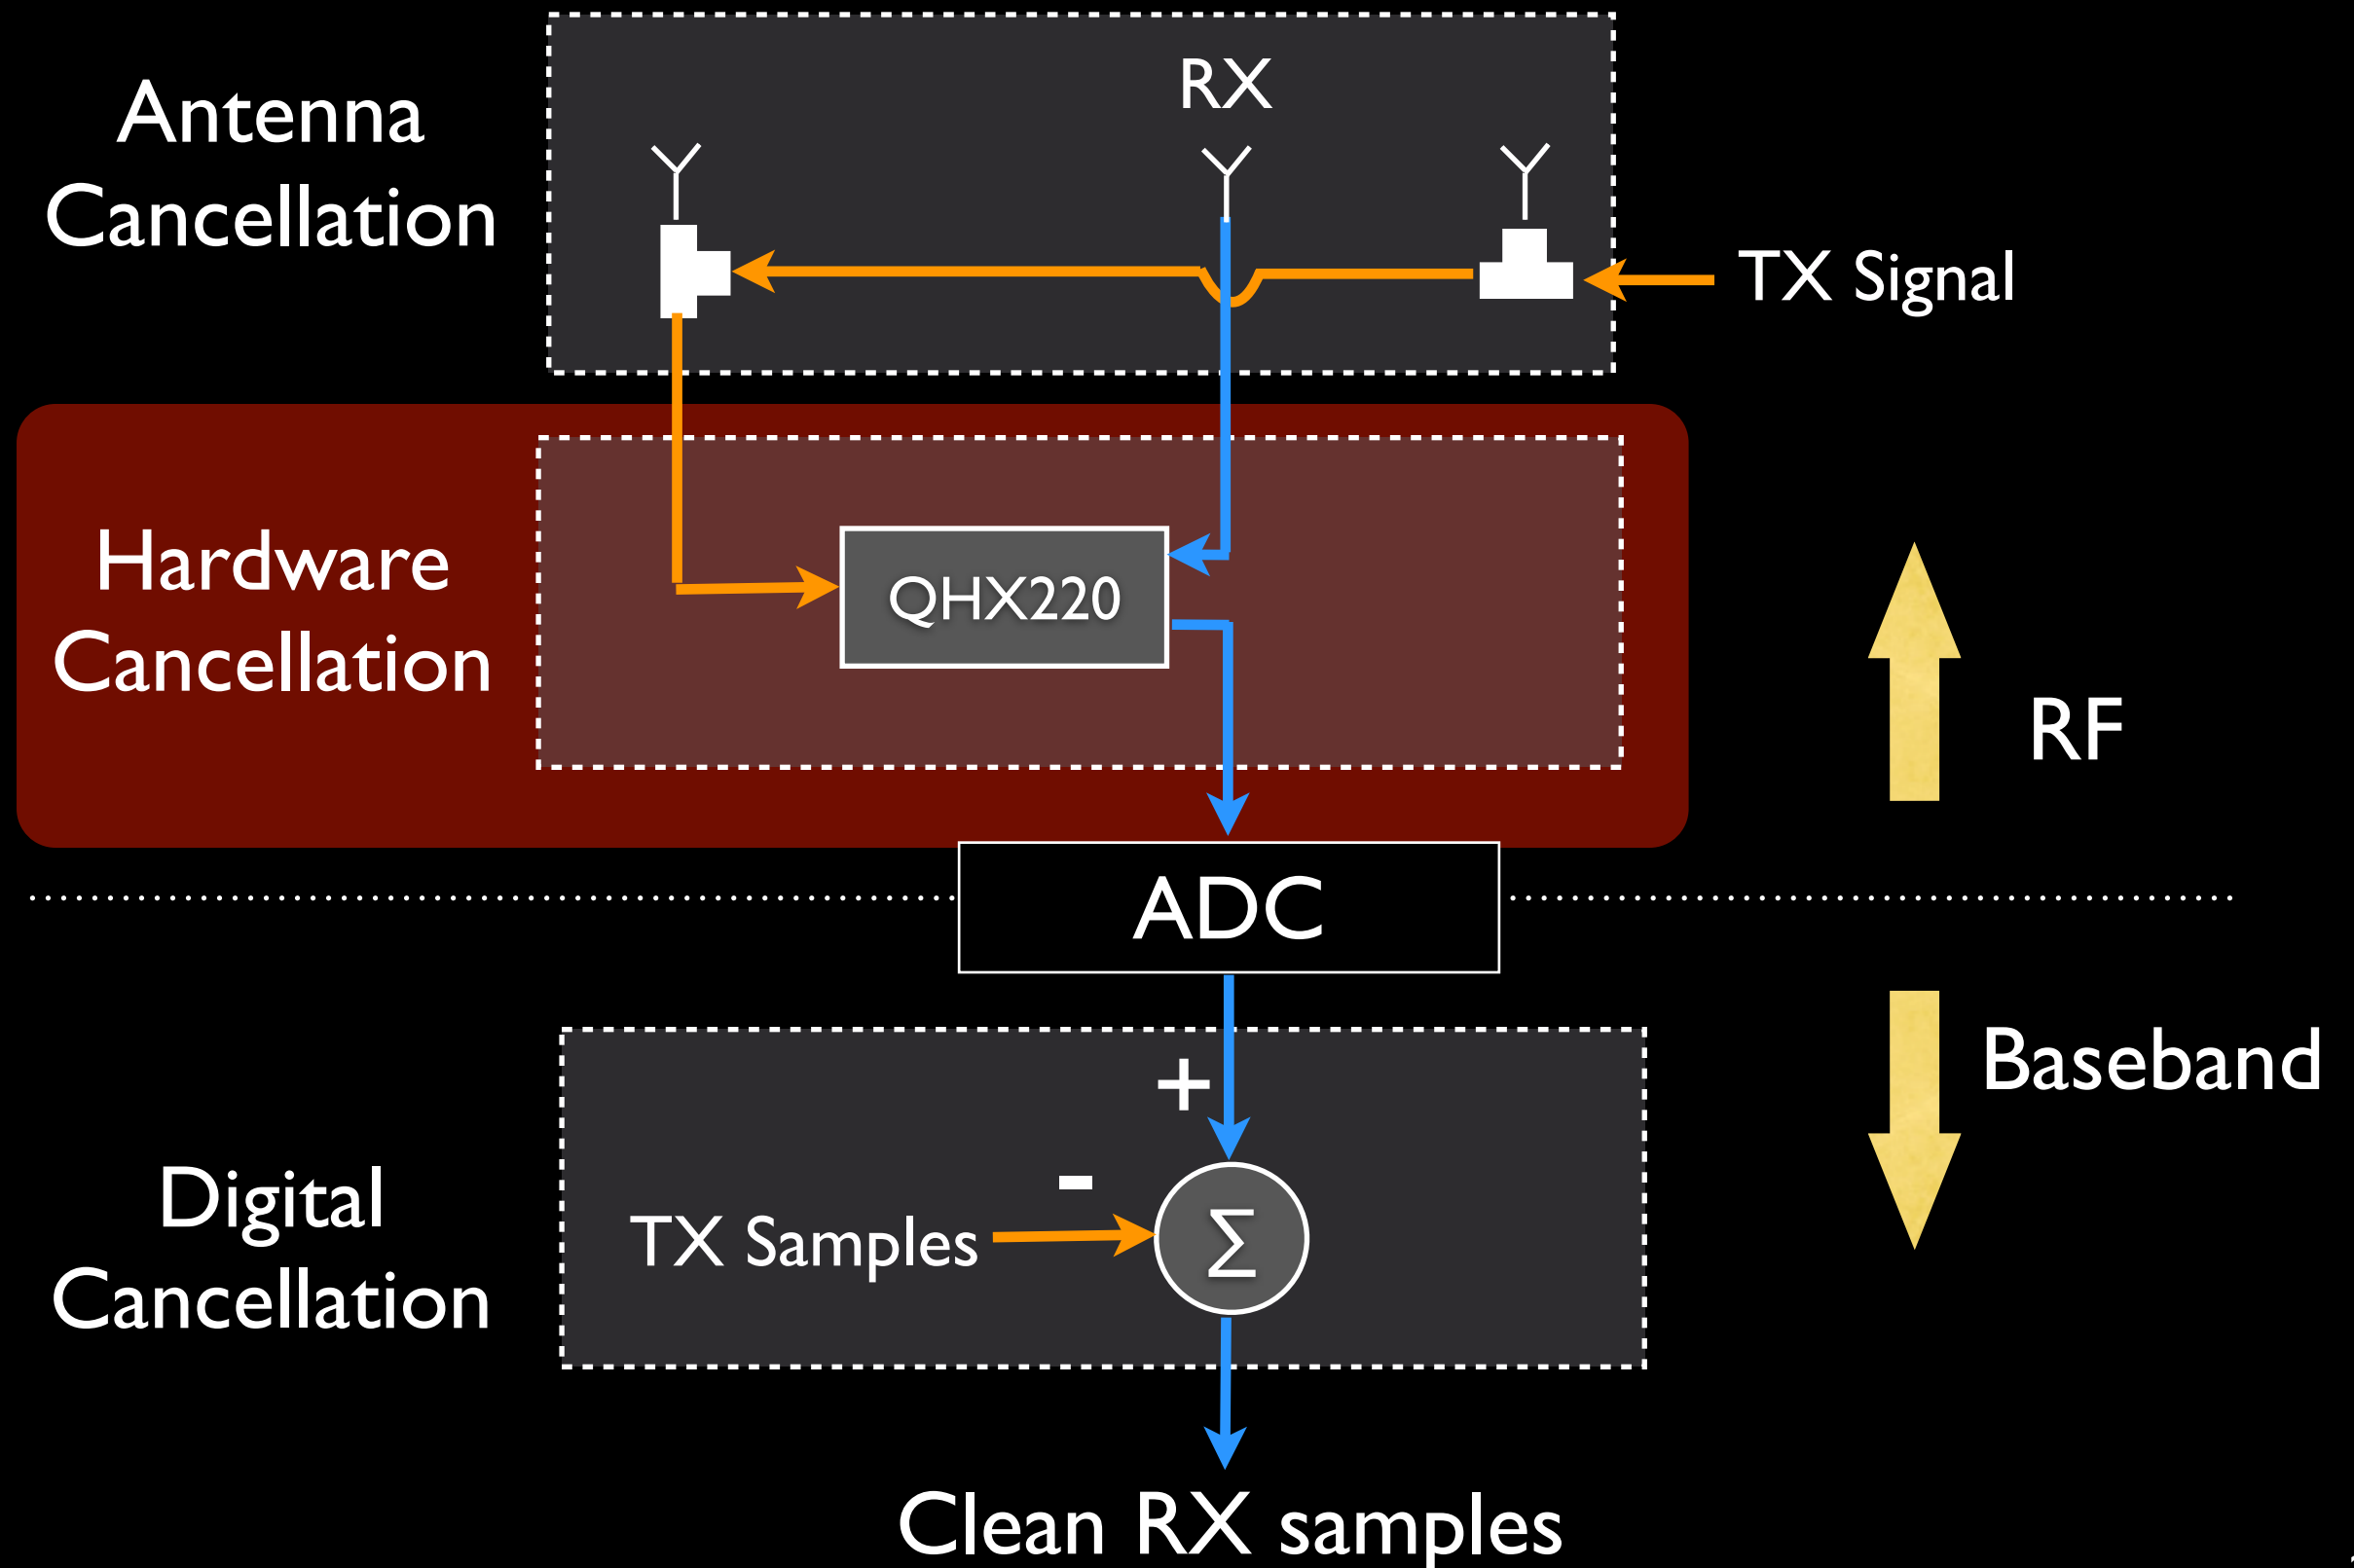 RX
Antenna
Cancellation
TX Signal
Hardware
Cancellation
QHX220
RF
ADC
Baseband
+
-
Digital
Cancellation
TX Samples
Σ
Clean RX samples